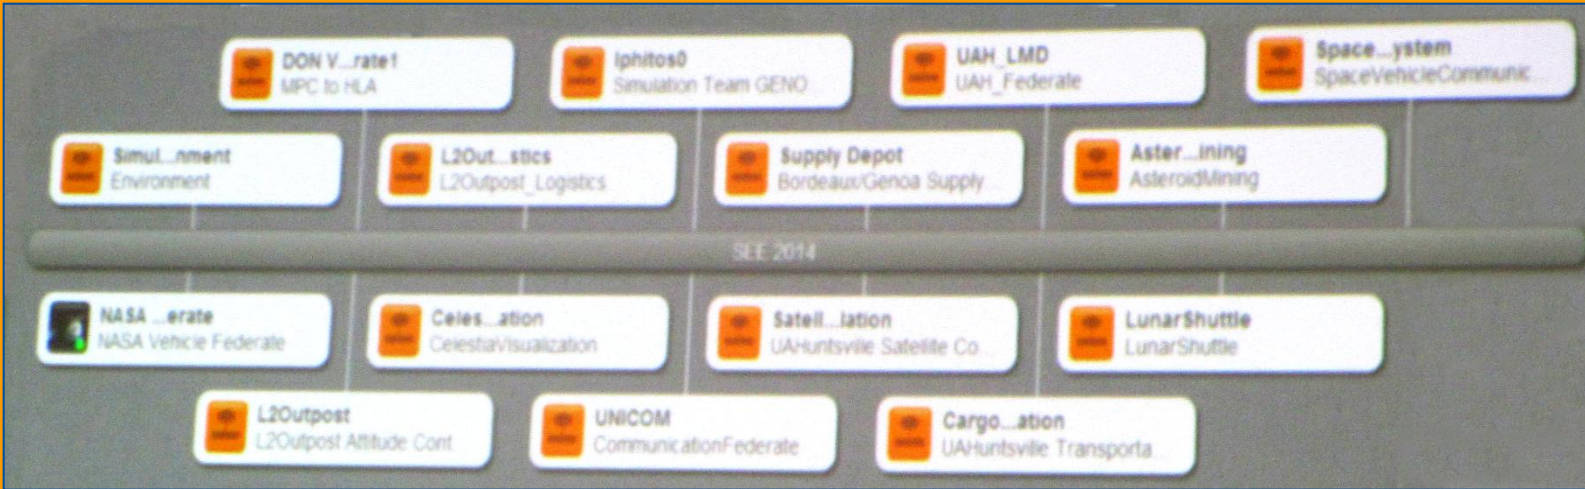 DON V...rate1
MPC to HLA
Iphitos0
Simulation Team GENO
UAH_LMD
UAH_Federate
Space...ystem
SpaceVehicleCommunic...
Simul...nment
Environment
L2Out...stics
L2Outpost_Logistics
Supply Depot
Bordeaux/Genoa Supply...
Aster...ining
AsteroidMining
SEE 2014
NASA ...erate
NASA Vehicle Federate
Celes...ation
CelestiaVisualization
Satell...lation
UAHuntsville Satellite Co...
LunarShuttle
LunarShuttle
L2Outpost
L2Outpost Attitude Cont...
UNICOM
CommunicationFederate
Cargo...ation
UAHuntsville Transporta...